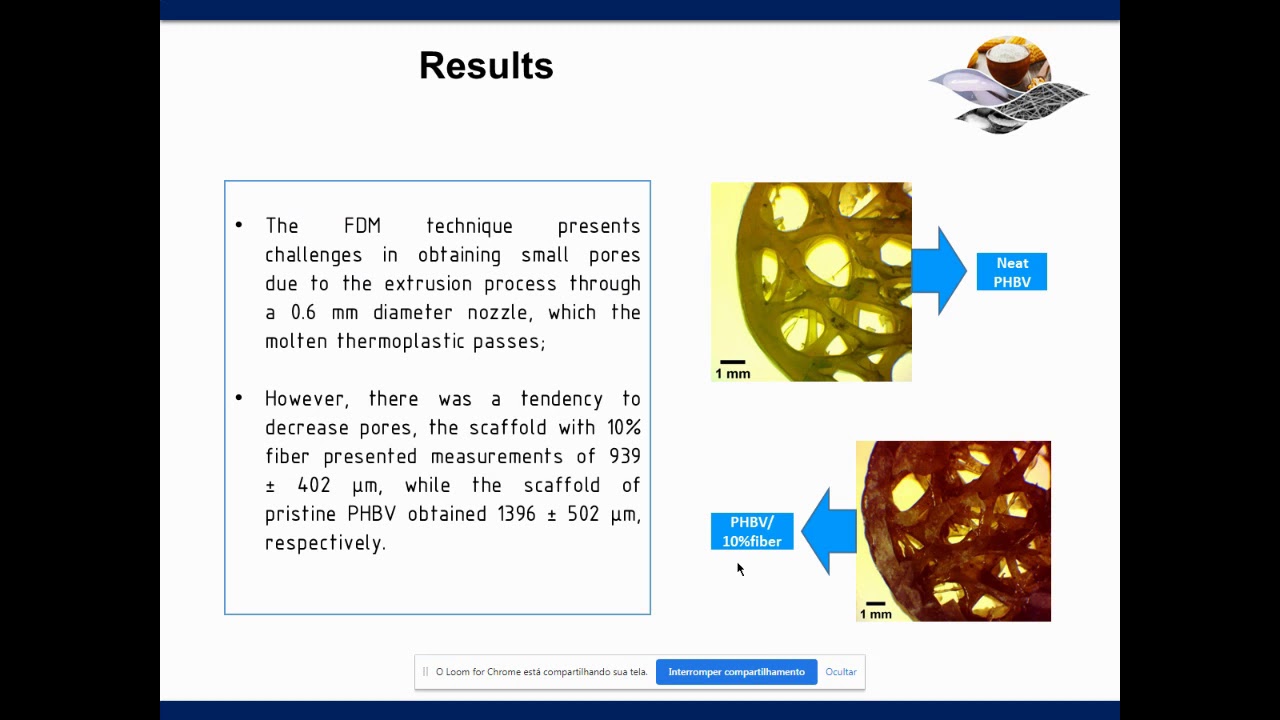 Results
• The FDM technique presents
challenges in obtaining small pores
due to the extrusion process through
a 0.6 mm diameter nozzle, which the
molten thermoplastic passes;
• However, there was a tendency to
decrease pores, the scaffold with 10%
fiber presented measurements of 939
± 402 µm, while the scaffold of
pristine PHBV obtained 1396 ± 502 µm,
respectively.
1 mm
Neat
PHBV
PHBV/
10%fiber
1 mm
O Loom for Chrome está compartilhando sua tela.
Interromper compartilhamento
Ocultar